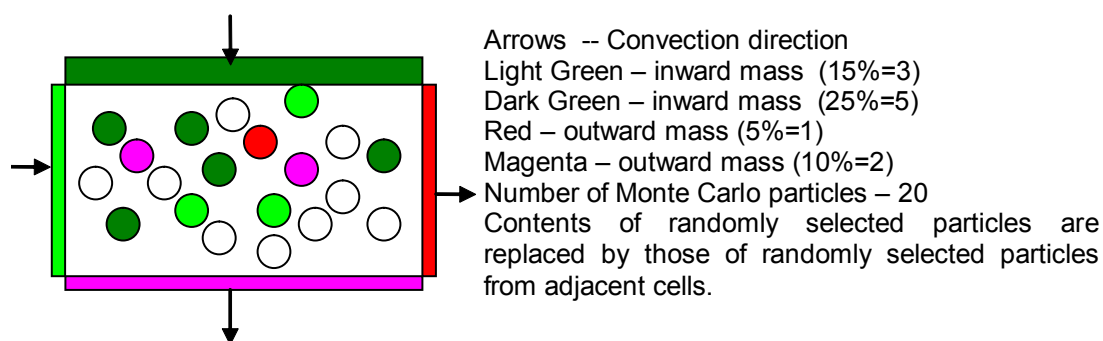 Arrows -- Convection direction
Light Green – inward mass (15%=3)
Dark Green – inward mass (25%=5)
Red – outward mass (5%=1)
Magenta – outward mass (10%=2)
Number of Monte Carlo particles – 20
Contents of randomly selected particles are
replaced by those of randomly selected particles
from adjacent cells.